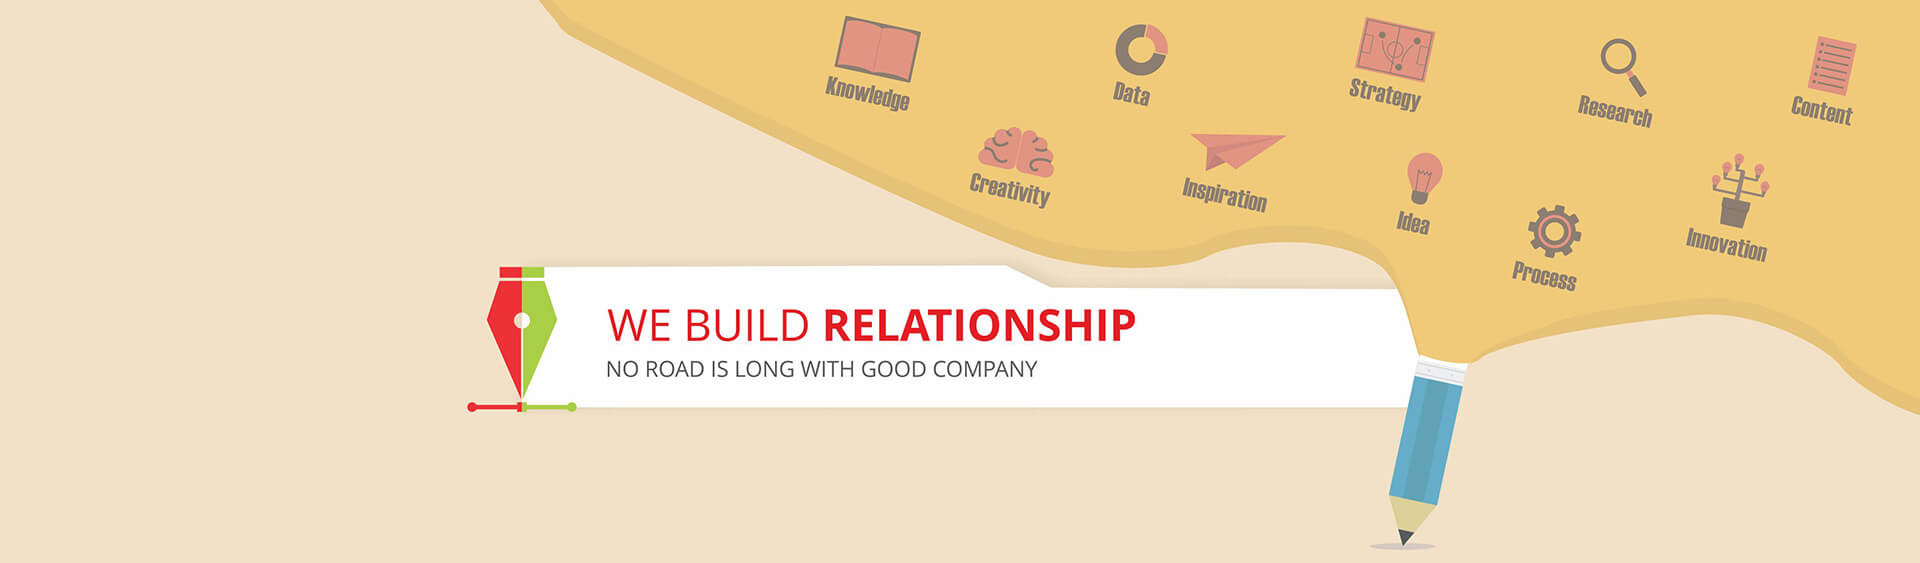 Knowledge
Data
Strategy
Research
Content
Creativity
Inspiration
Idea
Process
Innovation
WE BUILD RELATIONSHIP
NO ROAD IS LONG WITH GOOD COMPANY